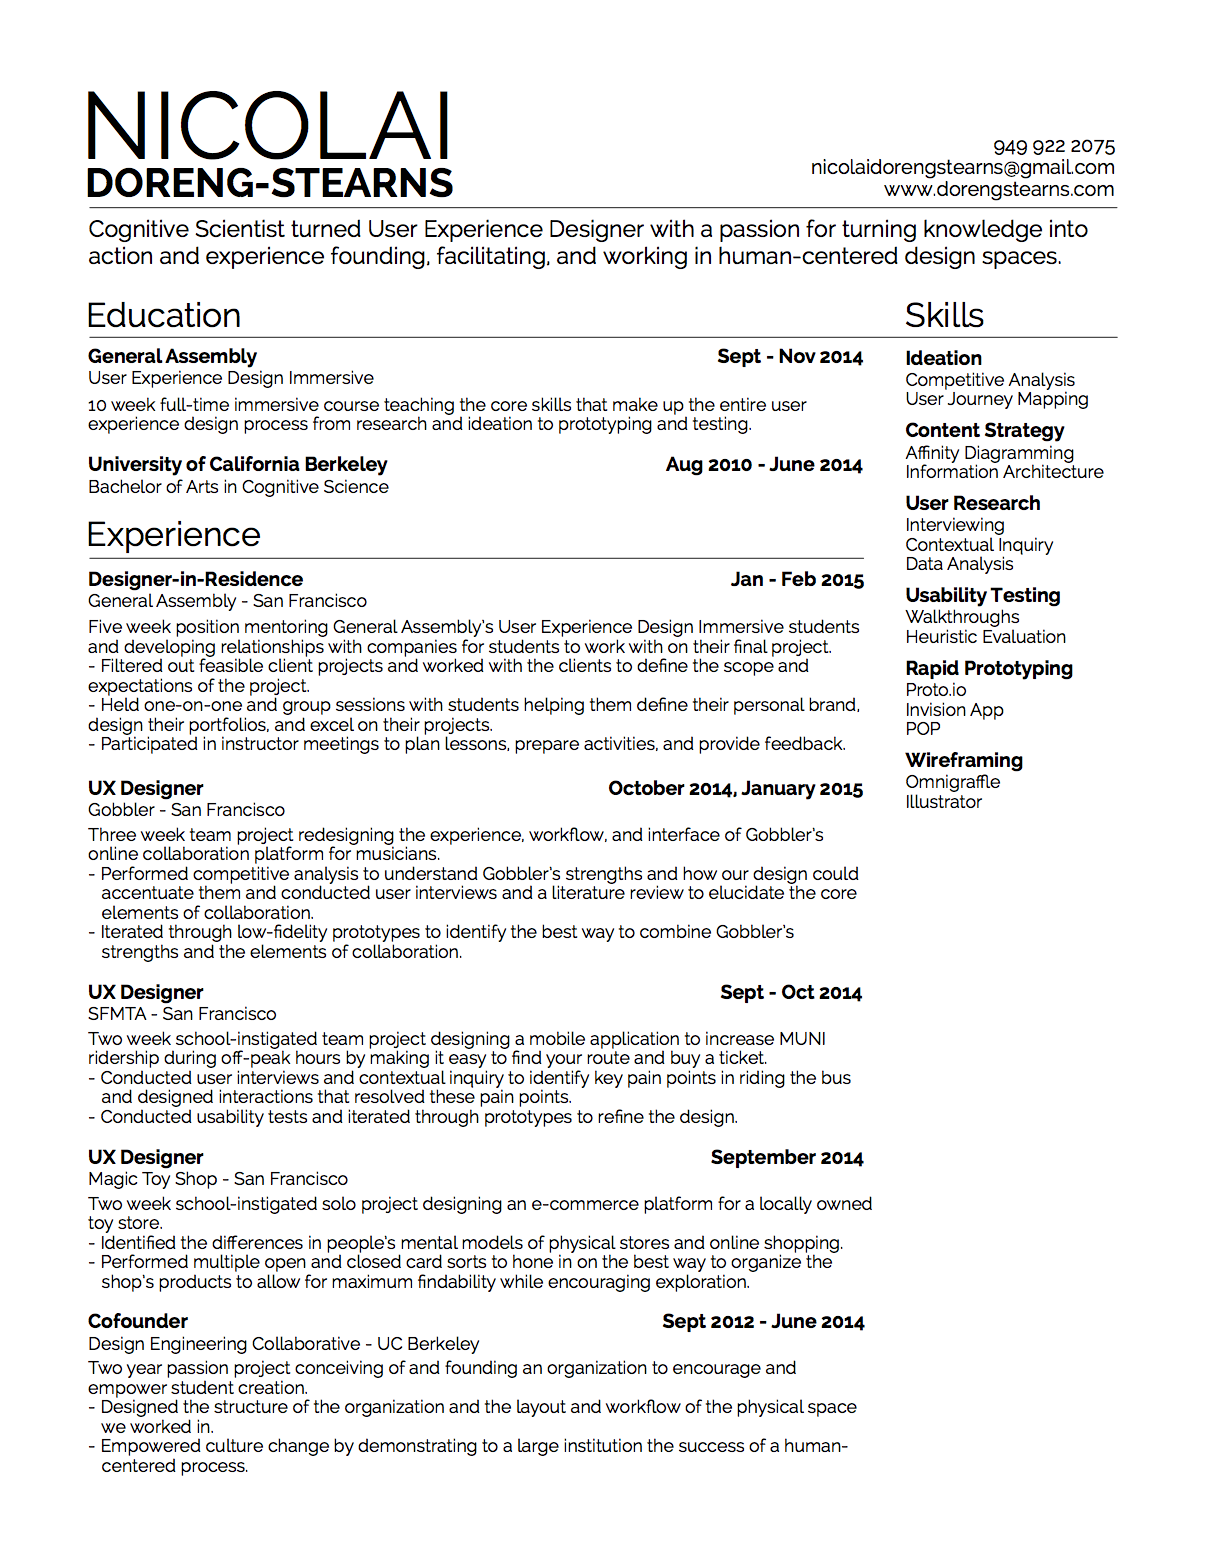 NICOLAI
DORENG-STEARNS
949 922 2075
nicolaidorengstearns@gmail.com
www.dorengstearns.com
Cognitive Scientist turned User Experience Designer with a passion for turning knowledge into
action and experience founding, facilitating, and working in human-centered design spaces.
Education
General Assembly Sept - Nov 2014
User Experience Design Immersive
10 week full-time immersive course teaching the core skills that make up the entire user
experience design process from research and ideation to prototyping and testing.
University of California Berkeley Aug 2010 - June 2014
Bachelor of Arts in Cognitive Science
Experience
Designer-in-Residence Jan - Feb 2015
General Assembly - San Francisco
Five week position mentoring General Assembly's User Experience Design Immersive students
and developing relationships with companies for students to work with on their final project.
- Filtered out feasible client projects and worked with the clients to define the scope and
expectations of the project.
- Held one-on-one and group sessions with students helping them define their personal brand,
design their portfolios, and excel on their projects.
- Participated in instructor meetings to plan lessons, prepare activities, and provide feedback.
UX Designer October 2014, January 2015
Gobbler - San Francisco
Three week team project redesigning the experience, workflow, and interface of Gobbler's
online collaboration platform for musicians.
- Performed competitive analysis to understand Gobbler's strengths and how our design could
accentuate them and conducted user interviews and a literature review to elucidate the core
elements of collaboration.
- Iterated through low-fidelity prototypes to identify the best way to combine Gobbler's
strengths and the elements of collaboration.
UX Designer Sept - Oct 2014
SFMTA - San Francisco
Two week school-instigated team project designing a mobile application to increase MUNI
ridership during off-peak hours by making it easy to find your route and buy a ticket.
- Conducted user interviews and contextual inquiry to identify key pain points in riding the bus
and designed interactions that resolved these pain points.
- Conducted usability tests and iterated through prototypes to refine the design.
UX Designer September 2014
Magic Toy Shop - San Francisco
Two week school-instigated solo project designing an e-commerce platform for a locally owned
toy store.
- Identified the differences in people's mental models of physical stores and online shopping.
- Performed multiple open and closed card sorts to hone in on the best way to organize the
shop's products to allow for maximum findability while encouraging exploration.
Cofounder Sept 2012 - June 2014
Design Engineering Collaborative - UC Berkeley
Two year passion project conceiving of and founding an organization to encourage and
empower student creation.
- Designed the structure of the organization and the layout and workflow of the physical space
we worked in.
- Empowered culture change by demonstrating to a large institution the success of a human-
centered process.
Skills
Ideation
Competitive Analysis
User Journey Mapping
Content Strategy
Affinity Diagramming
Information Architecture
User Research
Interviewing
Contextual Inquiry
Data Analysis
Usability Testing
Walkthroughs
Heuristic Evaluation
Rapid Prototyping
Proto.io
Invision App
POP
Wireframing
Omnigraffle
Illustrator